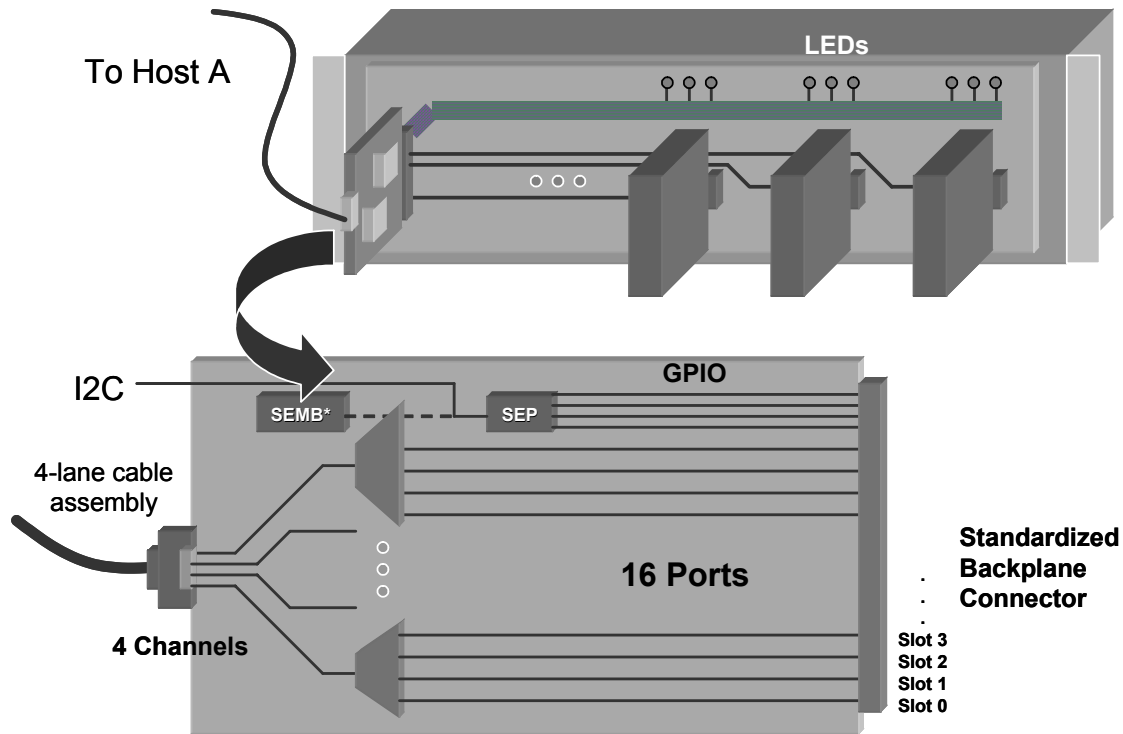 LEDs
To Host A
GPIO
I2C
SEMB*
SEP
4-lane cable
assembly
Standardized
Backplane
Connector
16 Ports
4 Channels
Slot 3
Slot 2
Slot 1
Slot 0